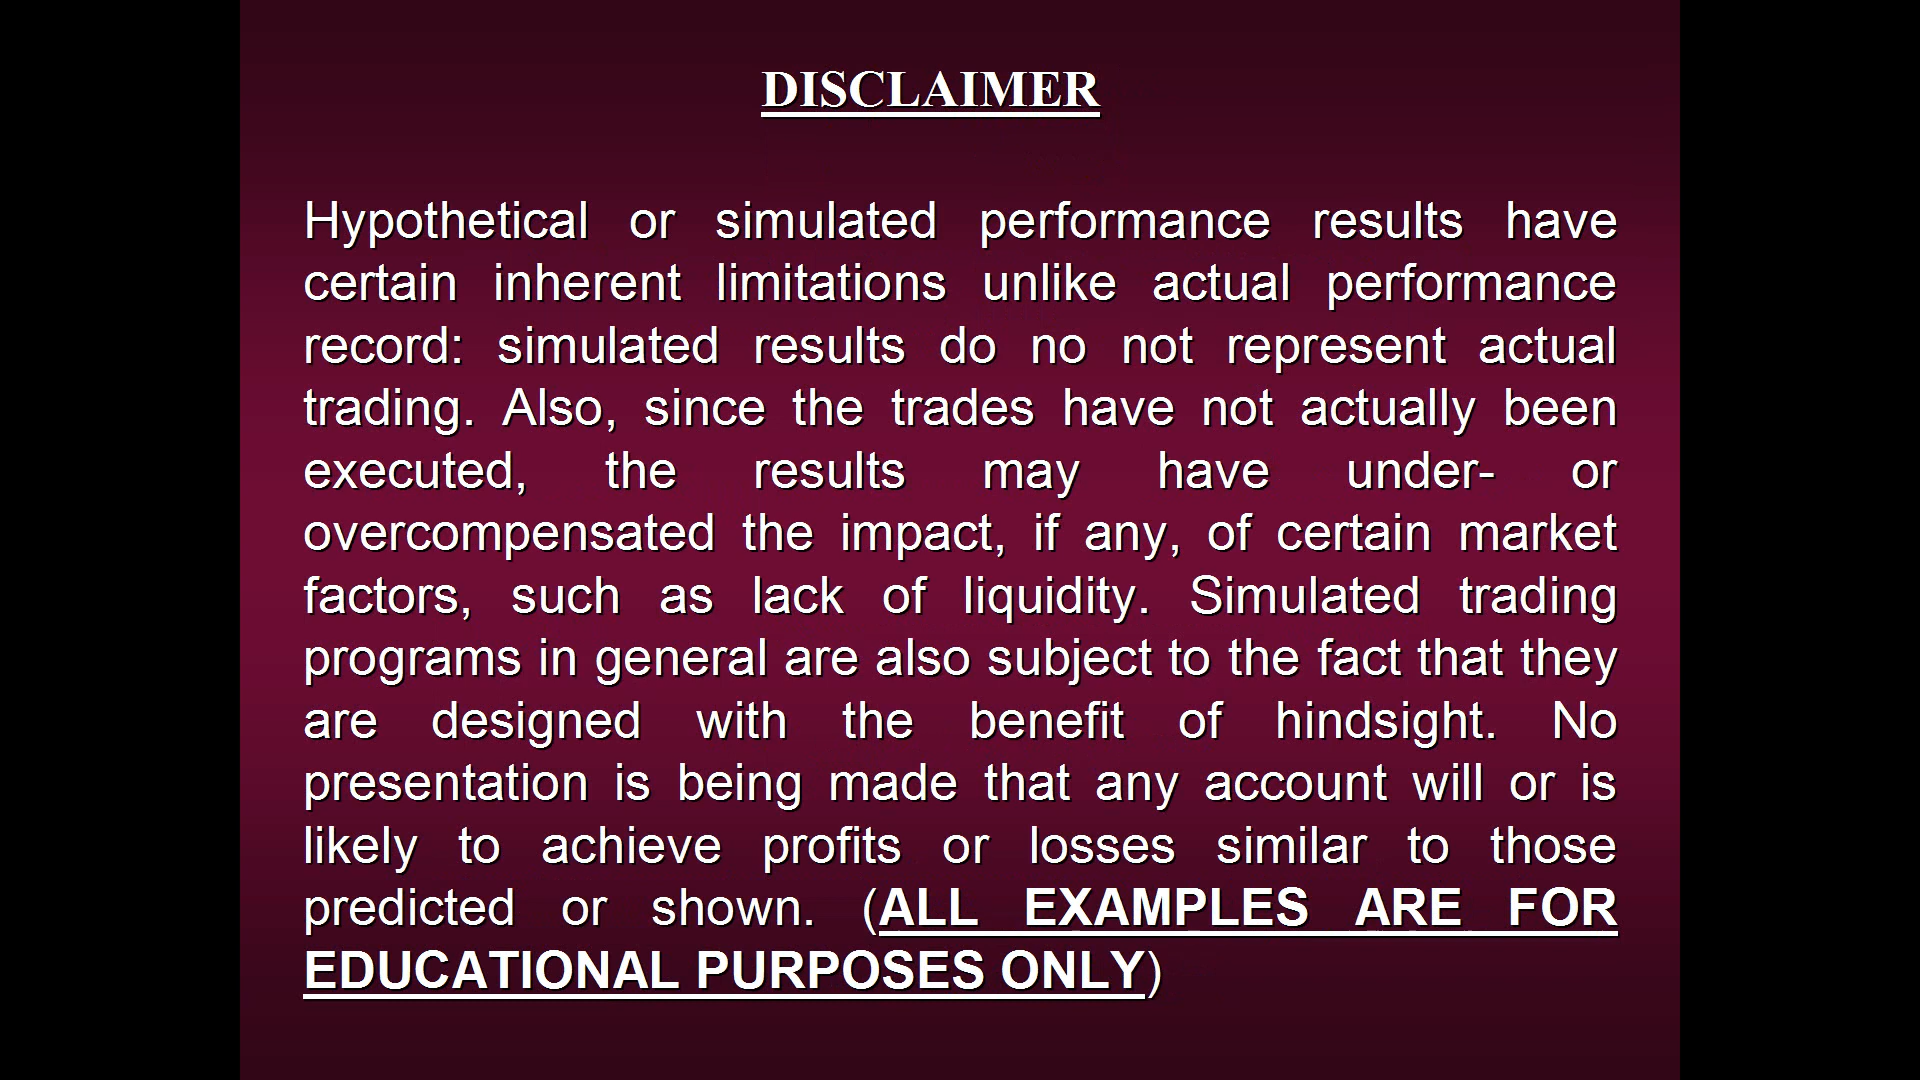 DISCLAIMER
Hypothetical or simulated performance results have
certain inherent limitations unlike actual performance
record: simulated results do no not represent actual
trading. Also, since the trades have not actually been
executed, the results may have under- or
overcompensated the impact, if any, of certain market
factors, such as lack of liquidity. Simulated trading
programs in general are also subject to the fact that they
are designed with the benefit of hindsight. No
presentation is being made that any account will or is
likely to achieve profits or losses similar to those
predicted or shown. (ALL EXAMPLES ARE FOR
EDUCATIONAL PURPOSES ONLY)